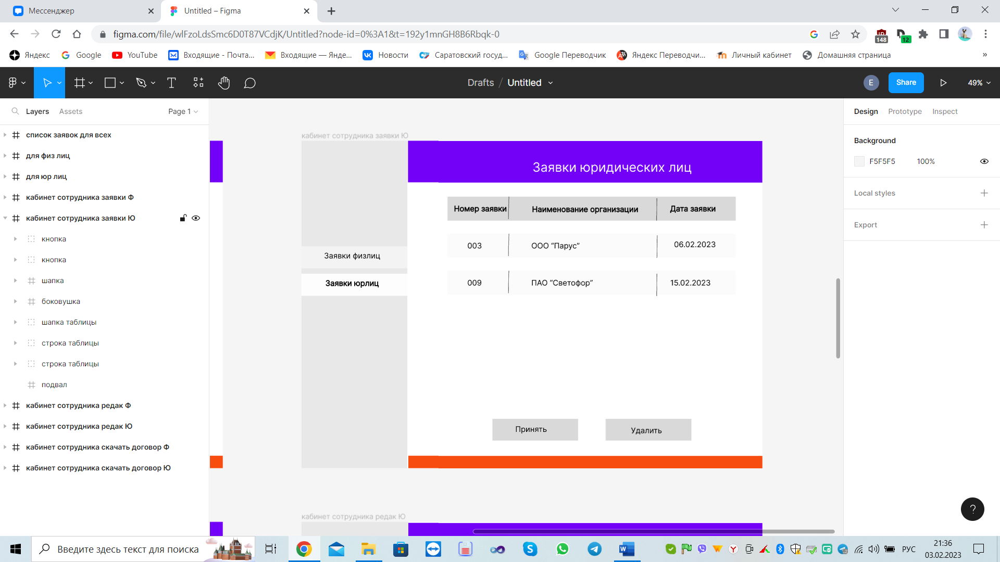 Мессенджер
Untitled – Figma
figma.com/file/wlFzoLdsSmc6D0T87VCdjK/Untitled?node-id=0%3A1&t=192y1mnGH8B6Rbqk-0
148
12
Яндекс
Google
YouTube
Входящие - Почта...
Входящие — Янде...
Новости
Саратовский госуд...
Google Переводчик
Яндекс Переводчи...
Личный кабинет
Домашняя страница
»
Drafts / Untitled
E
Share
49%
Layers
Assets
Page 1
Design
Prototype
Inspect
список заявок для всех
для физ лиц
для юр лиц
кабинет сотрудника заявки Ф
кабинет сотрудника заявки Ю
кнопка
кнопка
шапка
боковушка
шапка таблицы
строка таблицы
строка таблицы
подвал
кабинет сотрудника редак Ф
кабинет сотрудника редак Ю
кабинет сотрудника скачать договор Ф
кабинет сотрудника скачать договор Ю
кабинет сотрудника заявки Ю
Заявки юридических лиц
Номер заявки
Наименование организации
Дата заявки
003
ООО “Парус”
06.02.2023
009
ПАО “Светофор”
15.02.2023
Заявки физлиц
Заявки юрлиц
Принять
Удалить
кабинет сотрудника редак Ю
Background
F5F5F5
100%
Local styles
Export
?
Введите здесь текст для поиска
РУС
21:36
03.02.2023